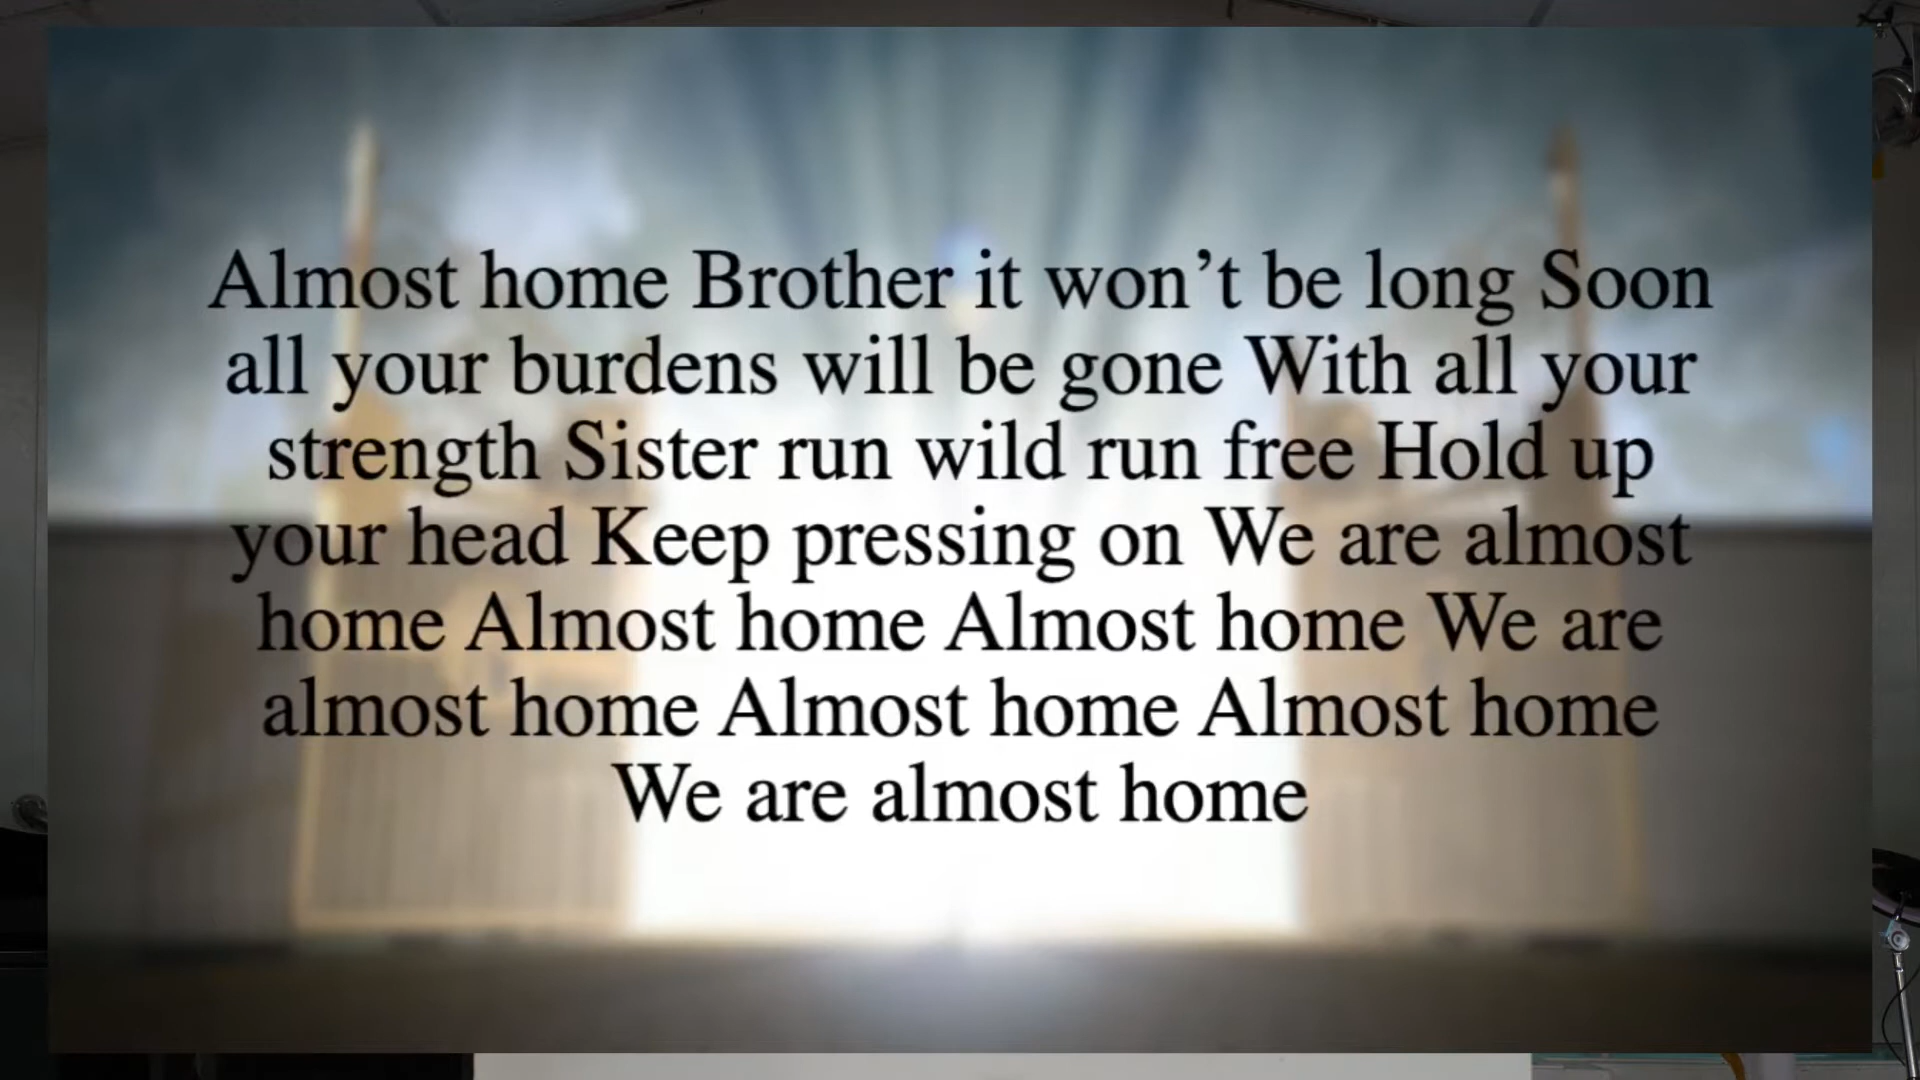 Almost home Brother it won’t be long Soon
all your burdens will be gone With all your
strength Sister run wild run free Hold up
your head Keep pressing on We are almost
home Almost home Almost home We are
almost home Almost home Almost home
We are almost home